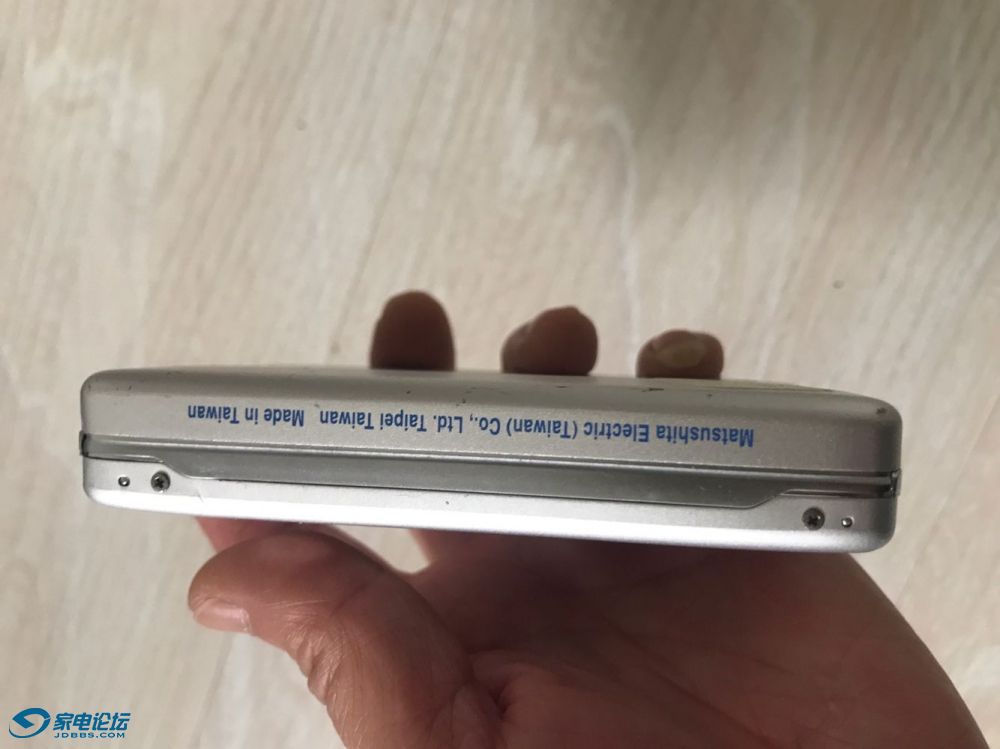 Matsushita Electric (Taiwan) Co., Ltd. Taipei Taiwan Made in Taiwan
家电论坛
JDBBS.COM